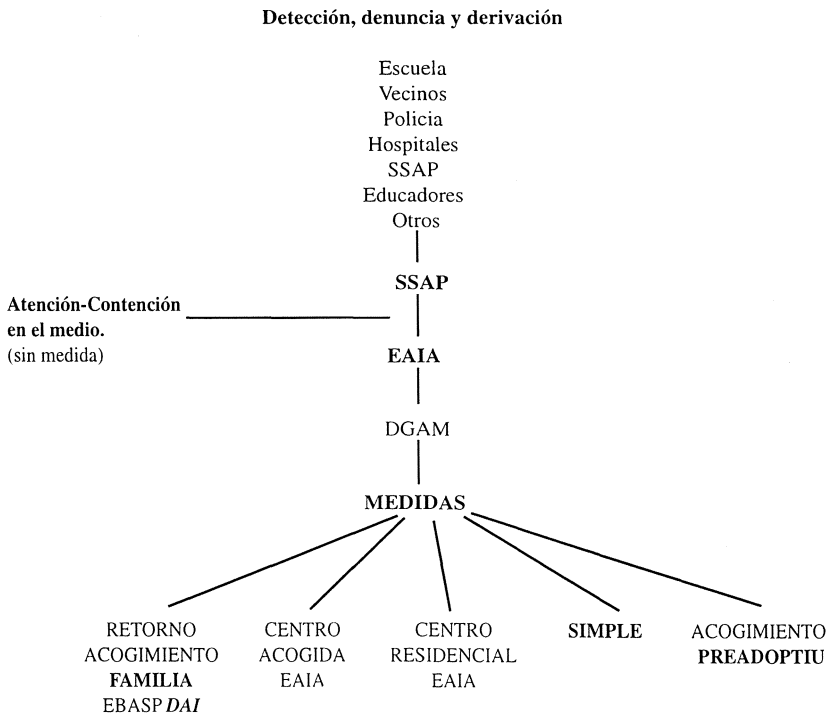 Detección, denuncia y derivación
Escuela
Vecinos
Policia
Hospitales
SSAP
Educadores
Otros
SSAP
Atención-Contención
en el medio.
(sin medida)
EAIA
DGAM
MEDIDAS
RETORNO
ACOGIMIENTO
FAMILIA
EBASP DAI
CENTRO
ACOGIDA
EAIA
CENTRO
RESIDENCIAL
EAIA
SIMPLE
ACOGIMIENTO
PREADOPTIU